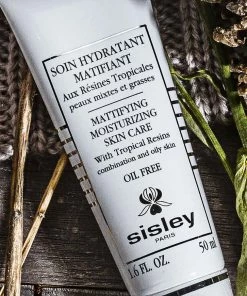 SOIN HYDRATANT
MATIFIANT
Aux Résines Tropicales
peaux mixtes et grasses
MATTIFYING
MOISTURIZING
SKIN CARE
With Tropical Resins
combination and oily skin
OIL FREE
sisley
PARIS
1.6 FL. OZ. 50 ml